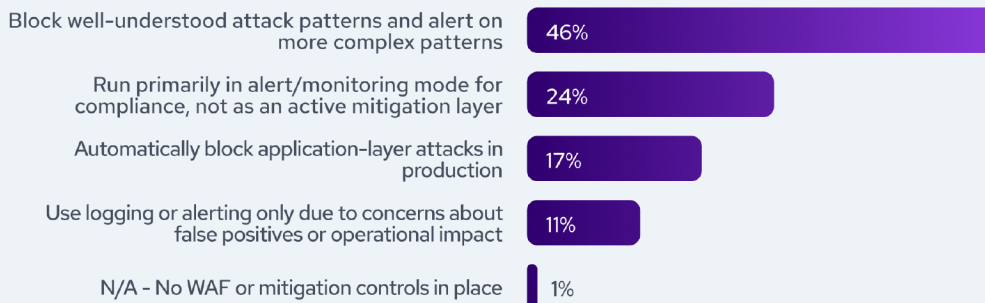 Block well-understood attack patterns and alert on
more complex patterns
46%
Run primarily in alert/monitoring mode for
compliance, not as an active mitigation layer
24%
Automatically block application-layer attacks in
production
17%
Use logging or alerting only due to concerns about
false positives or operational impact
11%
N/A - No WAF or mitigation controls in place
1%